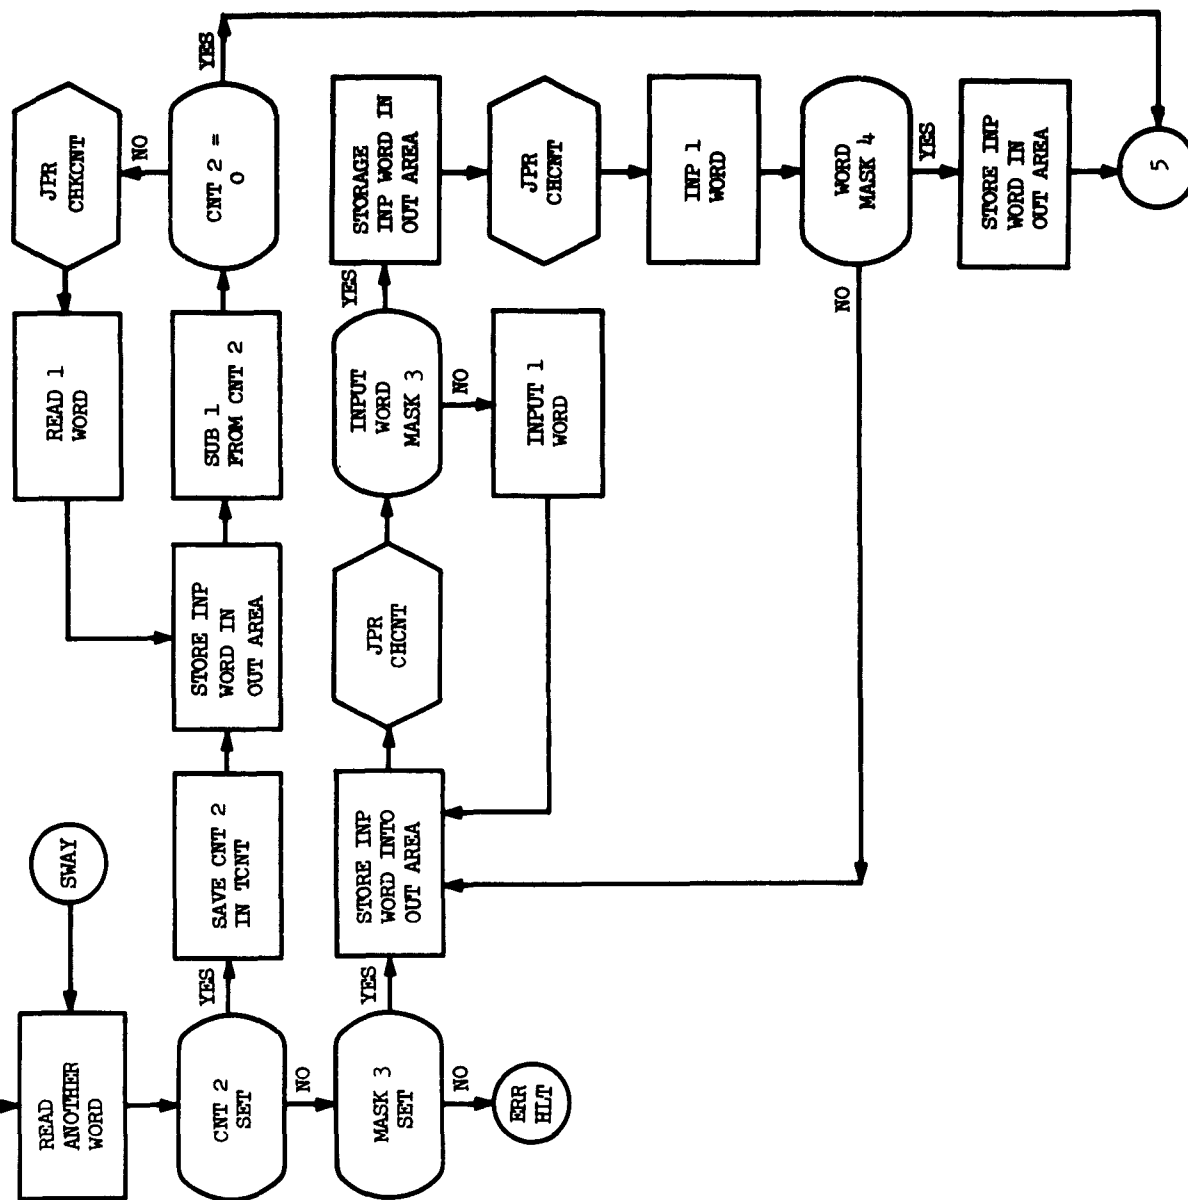 READ
ANOTHER
WORD
SWAY
READ 1
WORD
JPR
CHKCNT
NO
CNT 2
SET
YES
SAVE CNT 2
IN TCNT
STORE INP
WORD IN
OUT AREA
SUB 1
FROM CNT 2
CNT 2 =
0
YES
NO
MASK 3
SET
YES
STORE INP
WORD INTO
OUT AREA
JPR
CHCNT
INPUT
WORD
MASK 3
YES
STORAGE
INP WORD IN
OUT AREA
NO
ERR
HLT
NO
INPUT 1
WORD
JPR
CHCNT
INP 1
WORD
NO
WORD
MASK 4
YES
STORE INP
WORD IN
OUT AREA
5